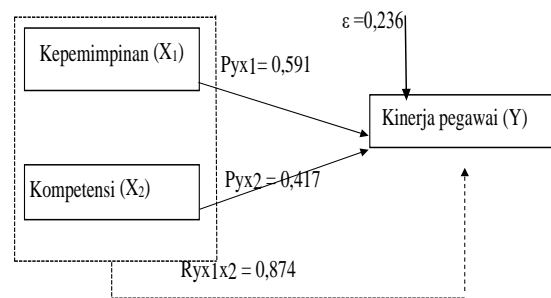 ε =0,236
Kepemimpinan (X₁)
Pyx1= 0,591
Kinerja pegawai (Y)
Pyx2 = 0,417
Kompetensi (X₂)
Ryx1x2 = 0,874